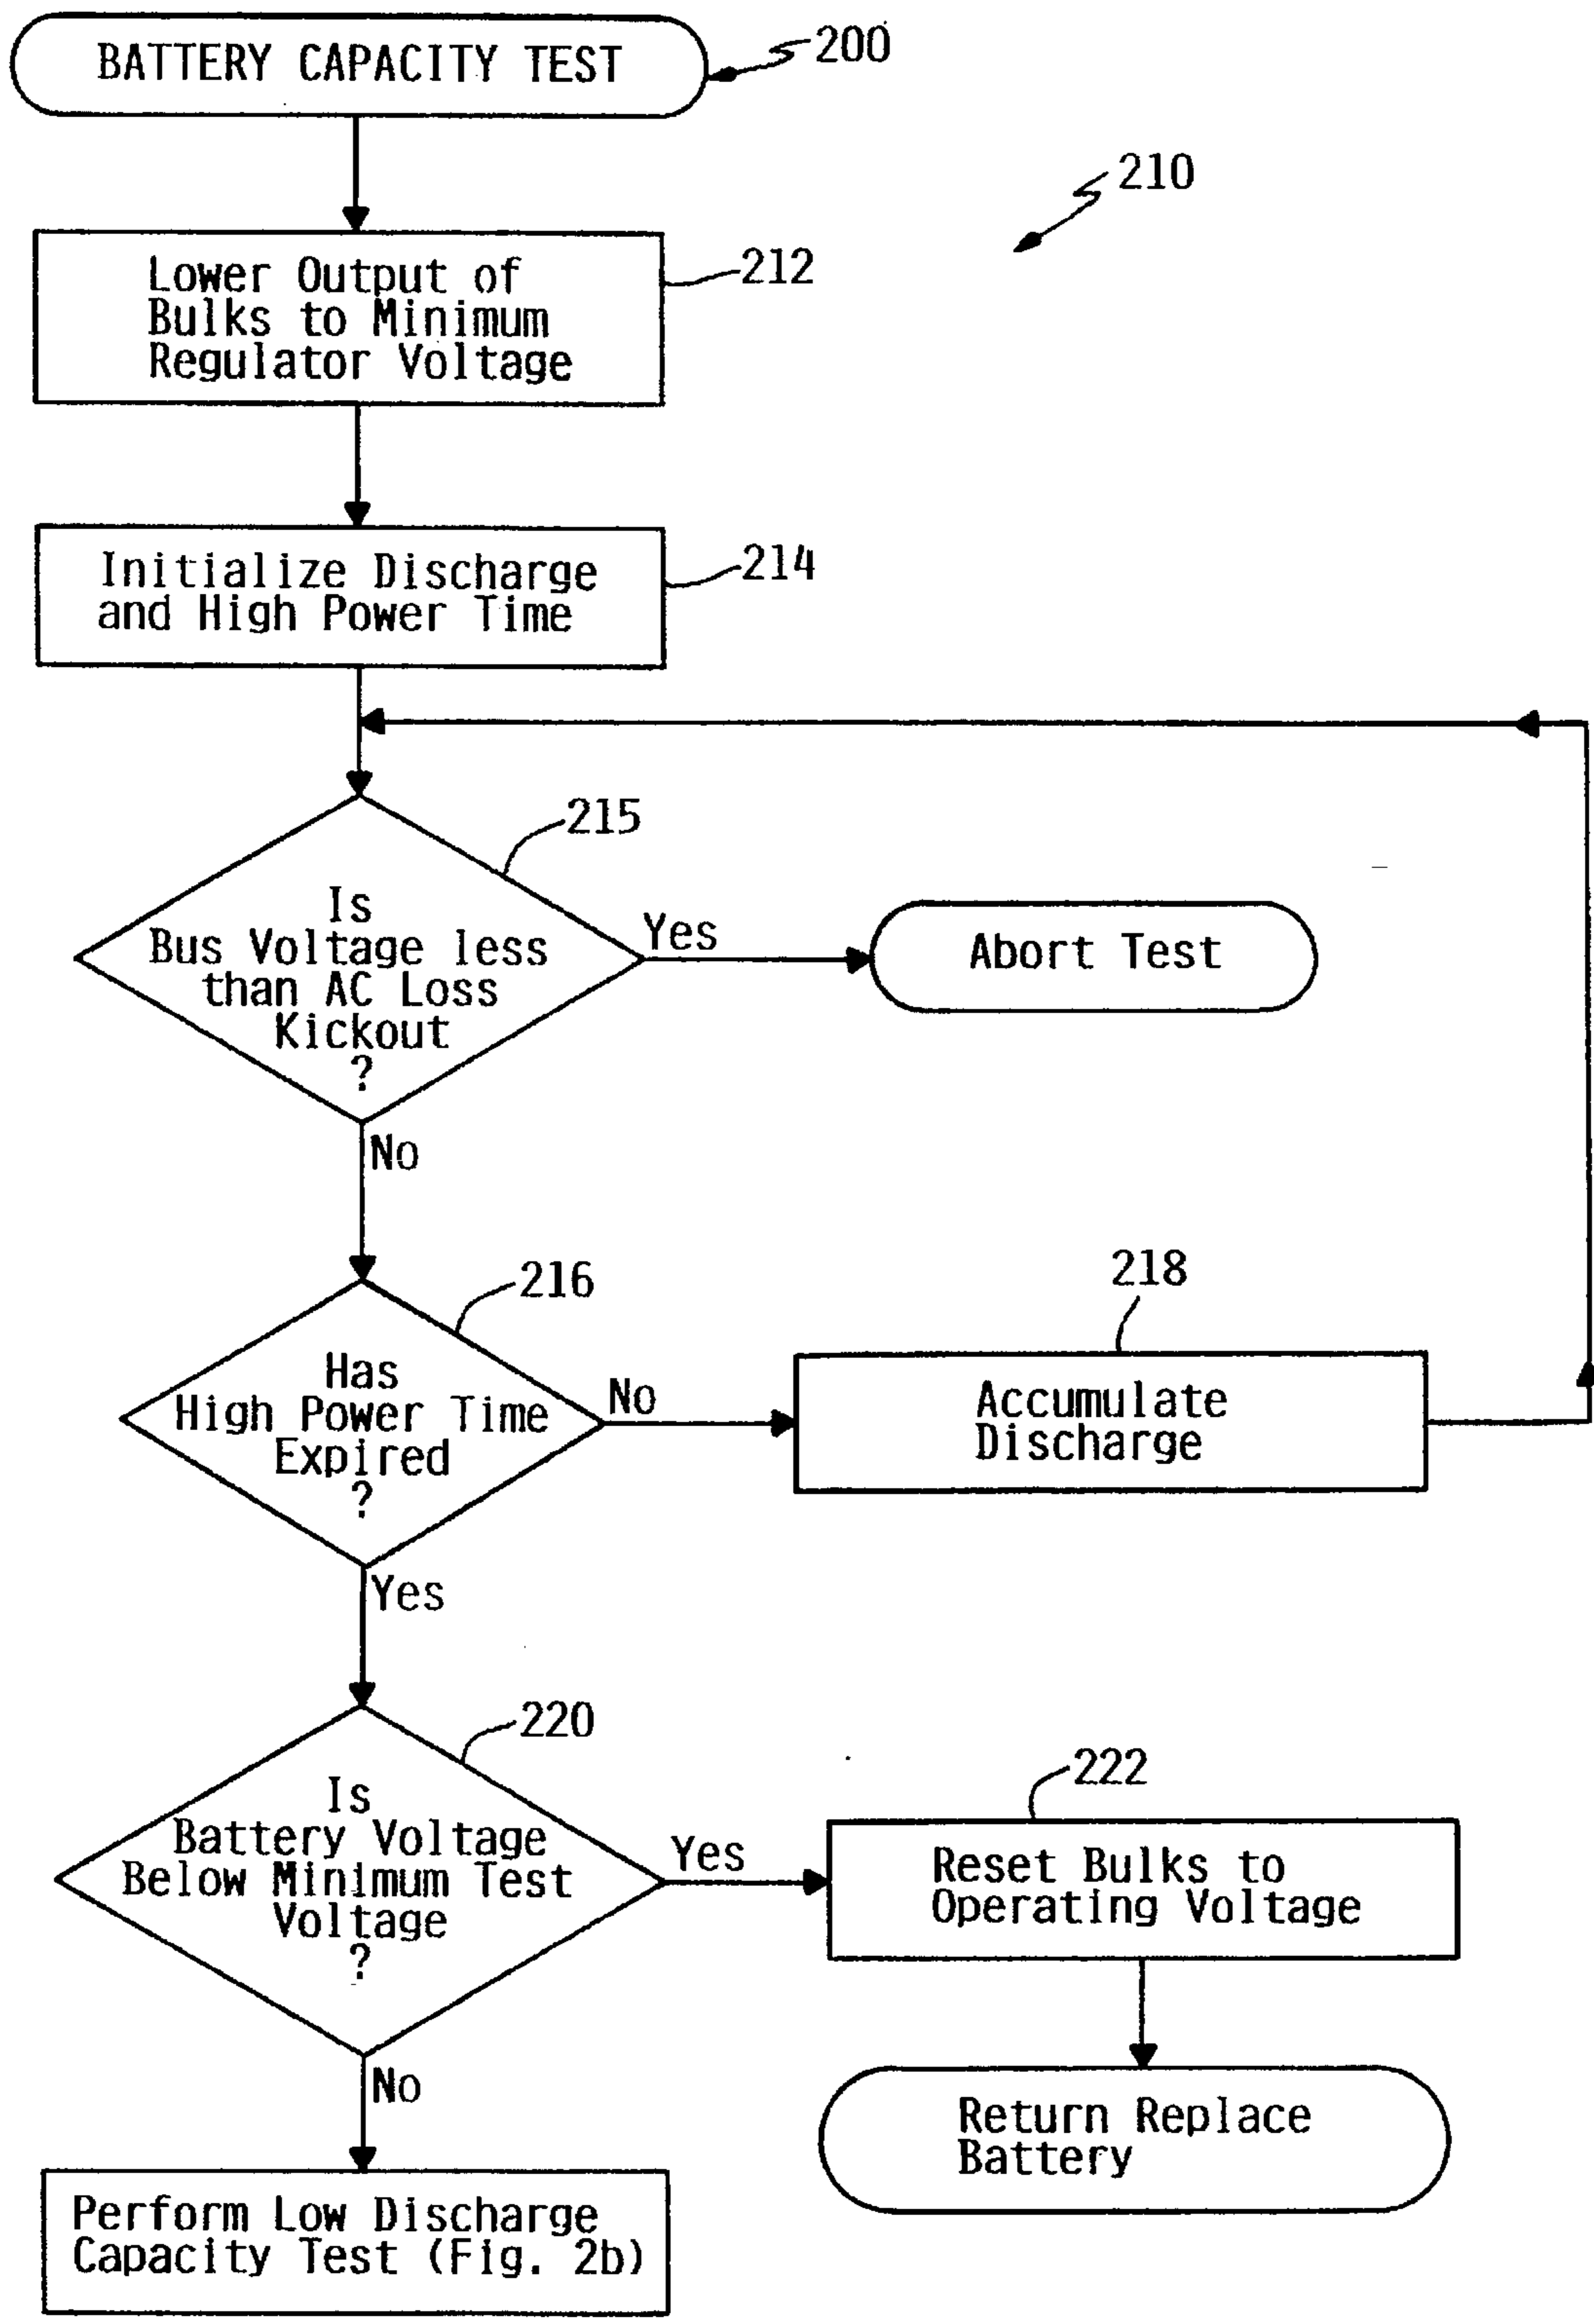 BATTERY CAPACITY TEST
200
210
Lower Output of
Bulks to Minimum
Regulator Voltage
212
Initialize Discharge
and High Power Time
214
215
Is
Bus Voltage less
than AC Loss
Kickout
?
Yes
Abort Test
No
216
218
Has
High Power Time
Expired
?
No
Accumulate
Discharge
Yes
220
222
Is
Battery Voltage
Below Minimum Test
Voltage
?
Yes
Reset Bulks to
Operating Voltage
No
Return Replace
Battery
Perform Low Discharge
Capacity Test (Fig. 2b)